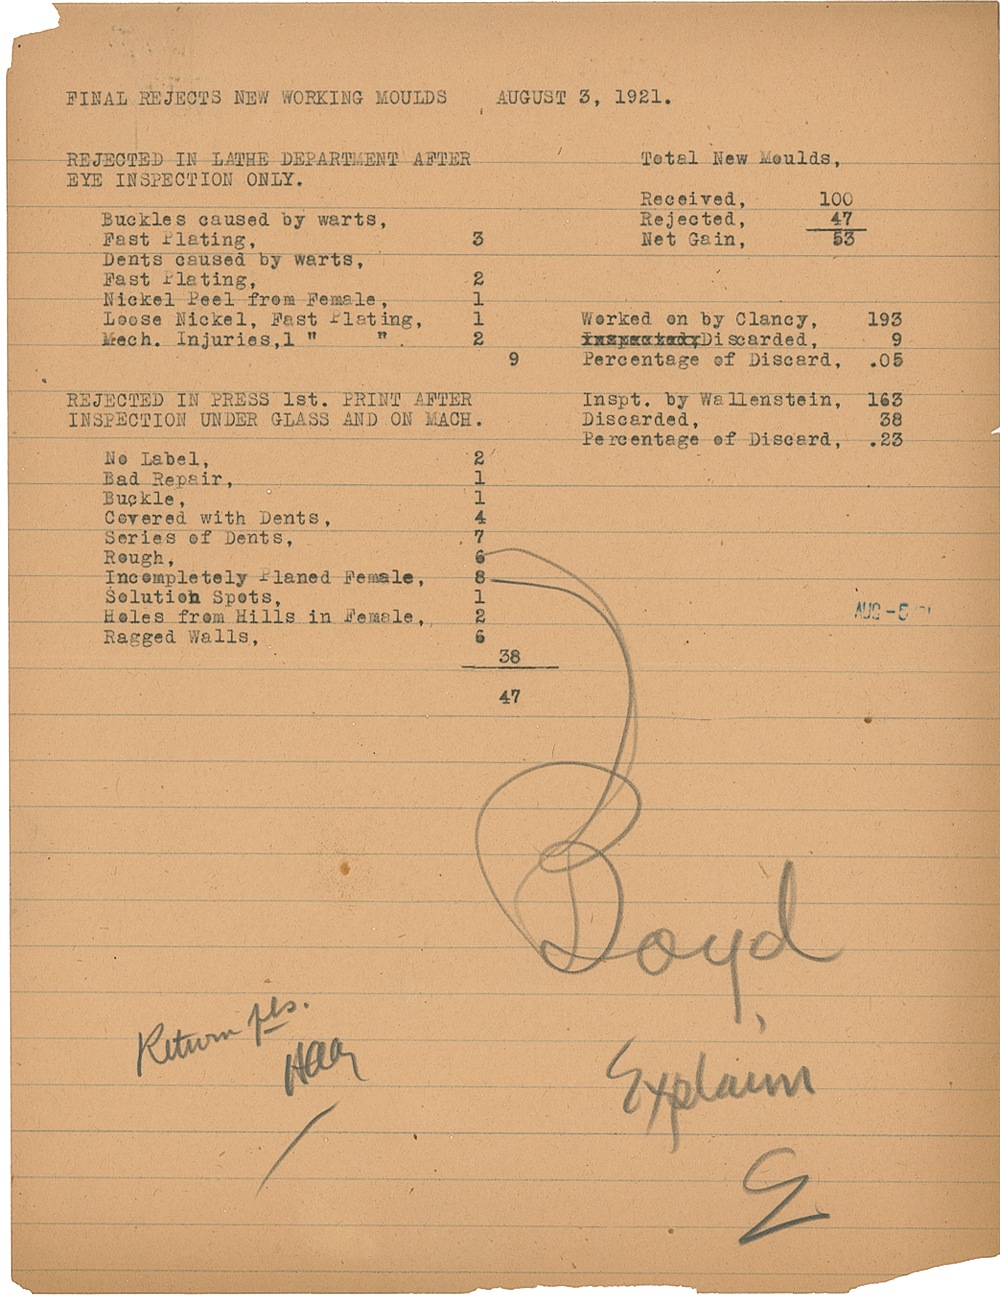 FINAL REJECTS NEW WORKING MOULDS AUGUST 3, 1921.
REJECTED IN LATHE DEPARTMENT AFTER
EYE INSPECTION ONLY.
Buckles caused by warts,
Fast Plating, 3
Dents caused by warts,
Fast Plating, 2
Nickel Peel from Female, 1
Loose Nickel, Fast Plating, 1
Mech. Injuries,1 " " . 2
9
REJECTED IN PRESS 1st. PRINT AFTER
INSPECTION UNDER GLASS AND ON MACH.
No Label, 2
Bad Repair, 1
Buckle, 1
Covered with Dents, 4
Series of Dents, 7
Rough, 6
Incompletely Planed Female, 8
Solution Spots, 1
Holes from Hills in Female,, 2
Ragged Walls, 6
38
47
Total New Moulds,
Received, 100
Rejected, 47
Net Gain, 53
Worked on by Clancy, 193
Discarded, 9
Percentage of Discard, .05
Inspt. by Wallenstein, 163
Discarded, 38
Percentage of Discard, .23
AUG-5
Boyd,
Explain
E
Return pls.